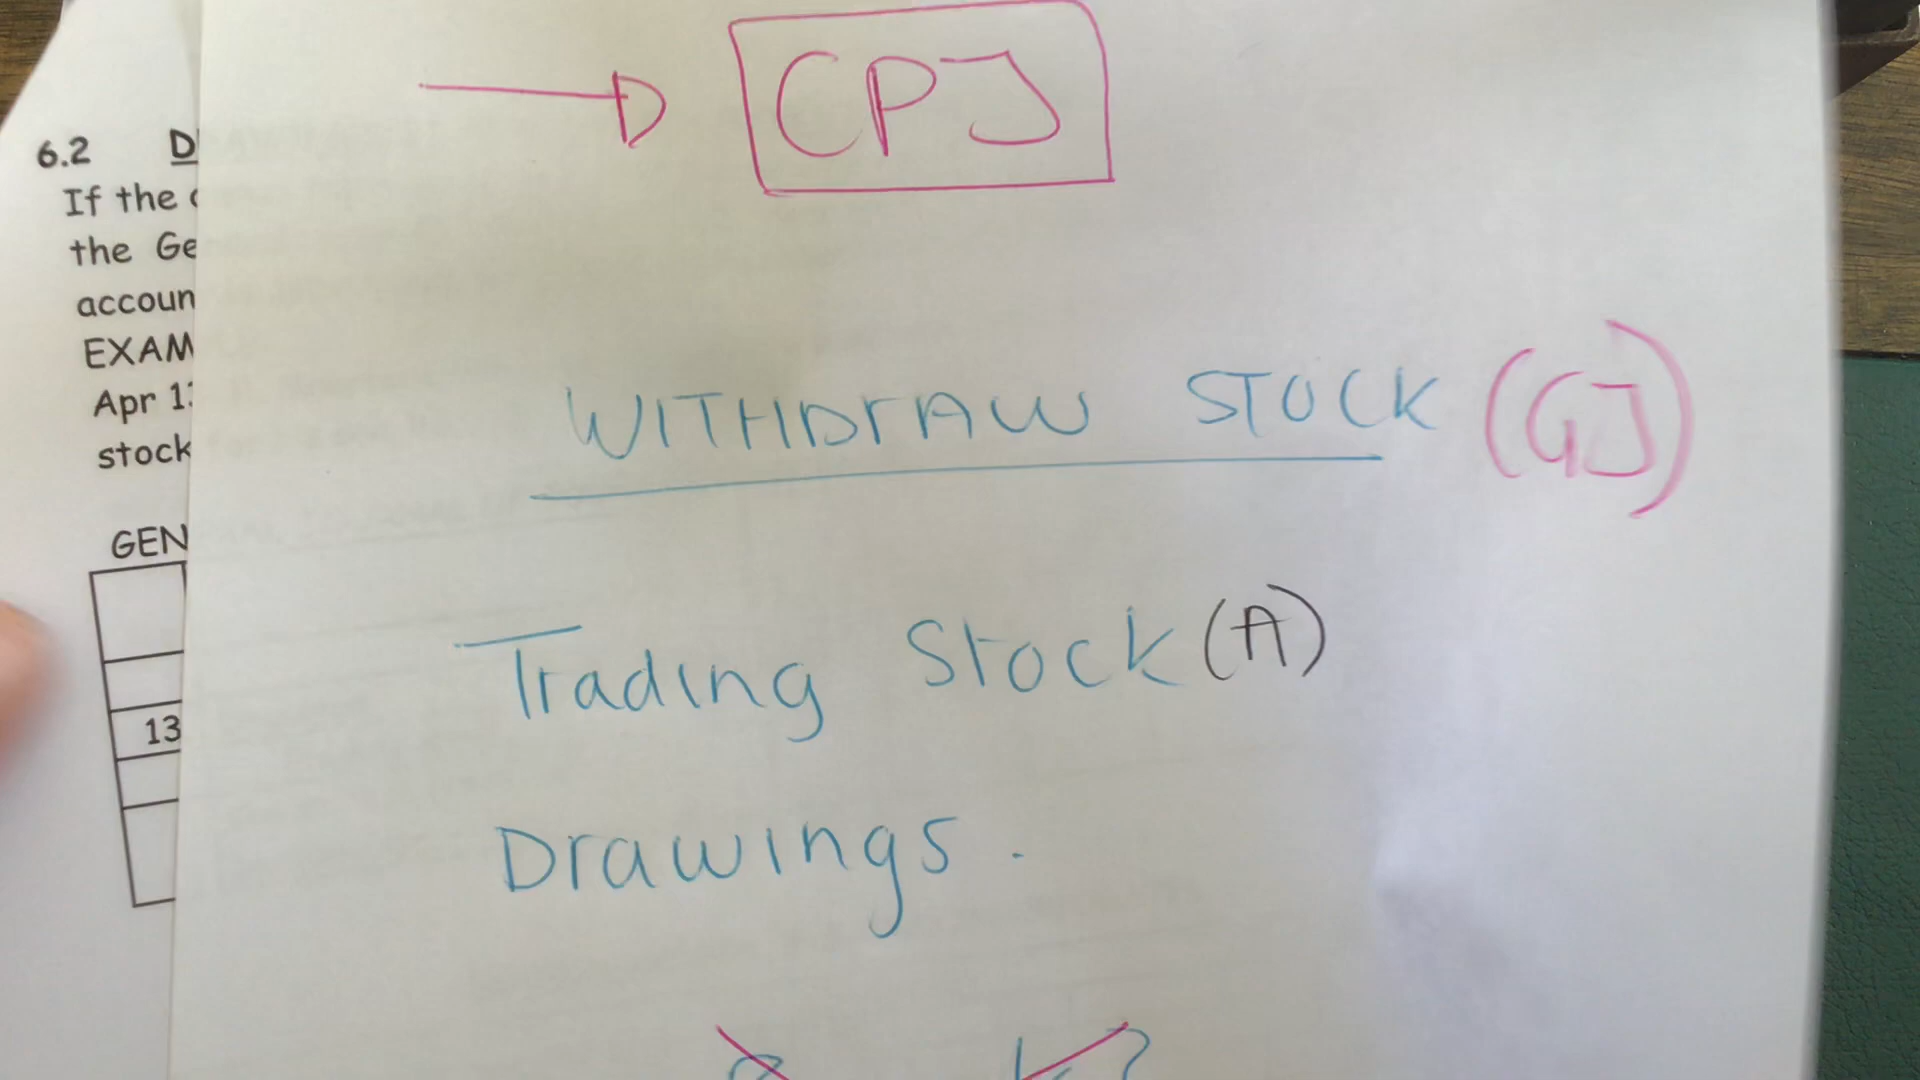 CPJ
6.2 D
If the
the Ge
accoun
EXAM
Apr 1
stock
GEN
13
WITHDRAW STOCK (GJ)
Trading Stock (A)
Drawings.